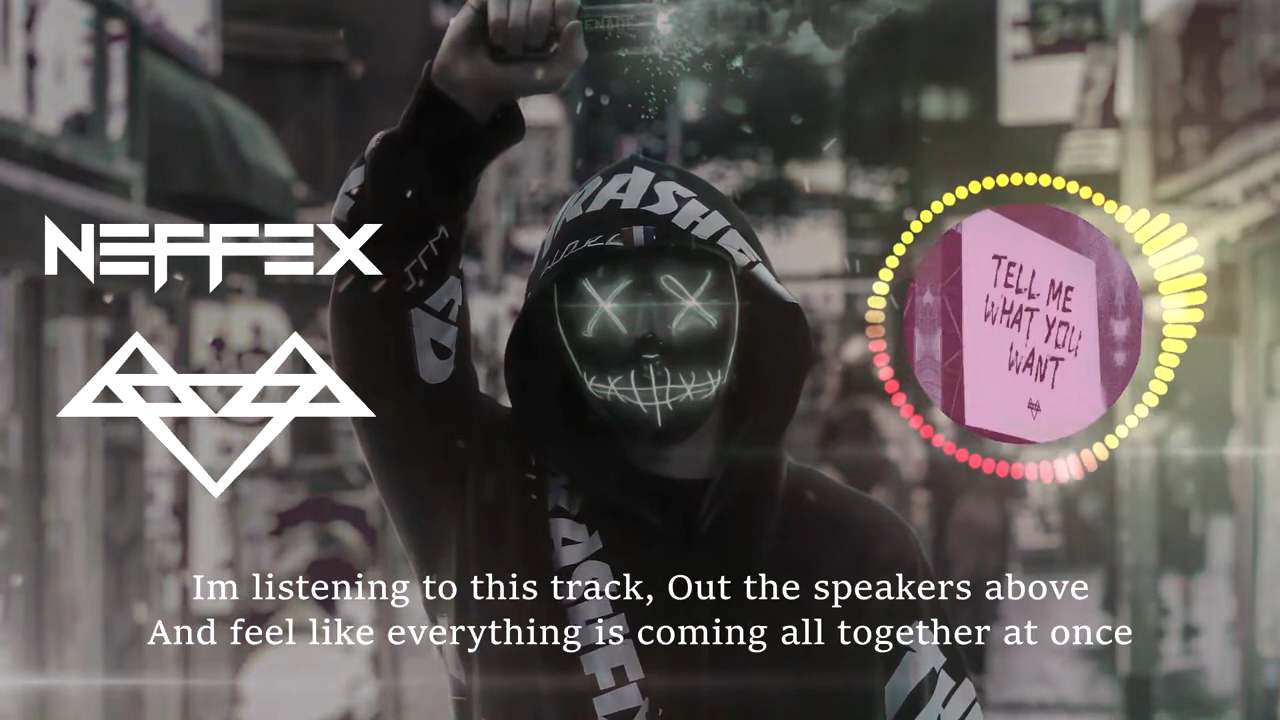 NEFFEX
TELL ME
WHAT YOU
WANT
Im listening to this track, Out the speakers above
And feel like everything is coming all together at once